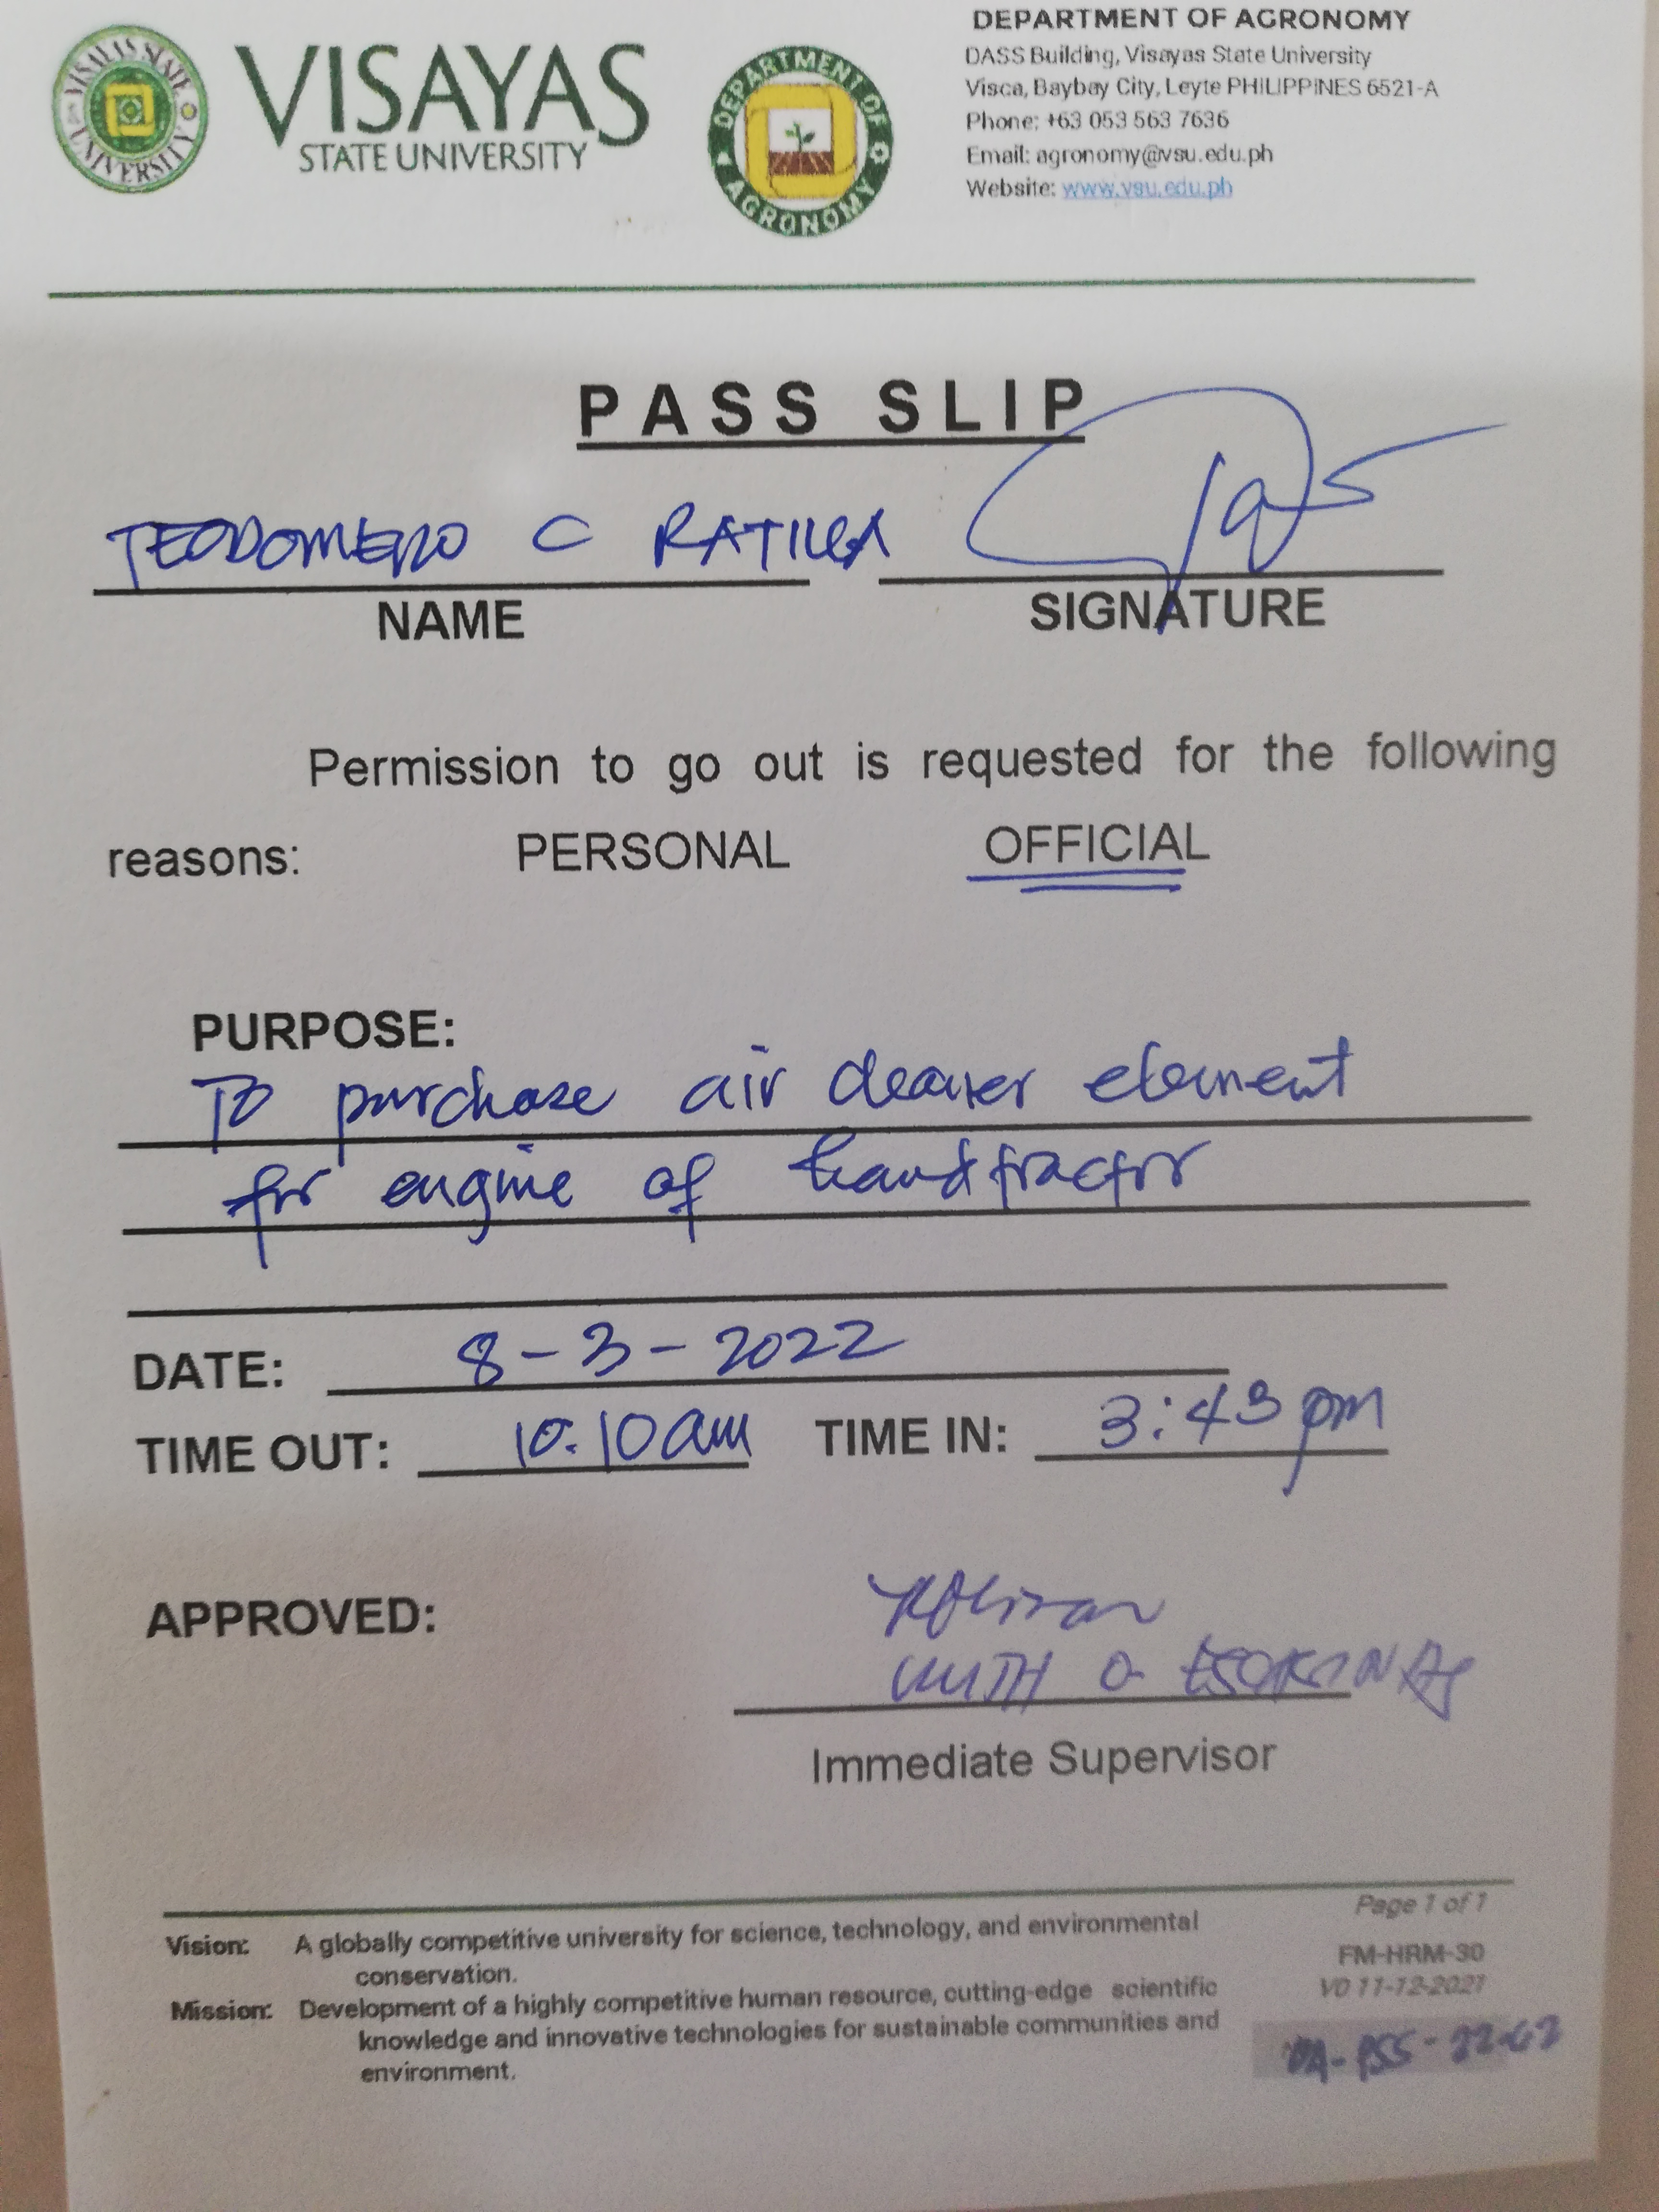 VISAYAS STATE UNIVERSITY
VISAYAS
STATE UNIVERSITY
DEPARTMENT OF AGRONOMY
DEPARTMENT OF AGRONOMY
DASS Building, Visayas State University
Visca, Baybay City, Leyte PHILIPPINES 6521-A
Phone: +63 053 563 7636
Email: agronomy@vsu.edu.ph
Website: www.vsu.edu.ph
PASS SLIP
TEODOMERO C RATILLA
NAME
SIGNATURE
Permission to go out is requested for the following
reasons: PERSONAL OFFICIAL
PURPOSE:
To purchase air cleaner element
for engine of handtractor
DATE: 8-3-2022
TIME OUT: 10:10 am TIME IN: 3:43 pm
APPROVED:
Immediate Supervisor
Page 1 of 1
Vision: A globally competitive university for science, technology, and environmental
conservation.
FM-HRM-30
V0 11-12-2021
Mission: Development of a highly competitive human resource, cutting-edge scientific
knowledge and innovative technologies for sustainable communities and
environment.